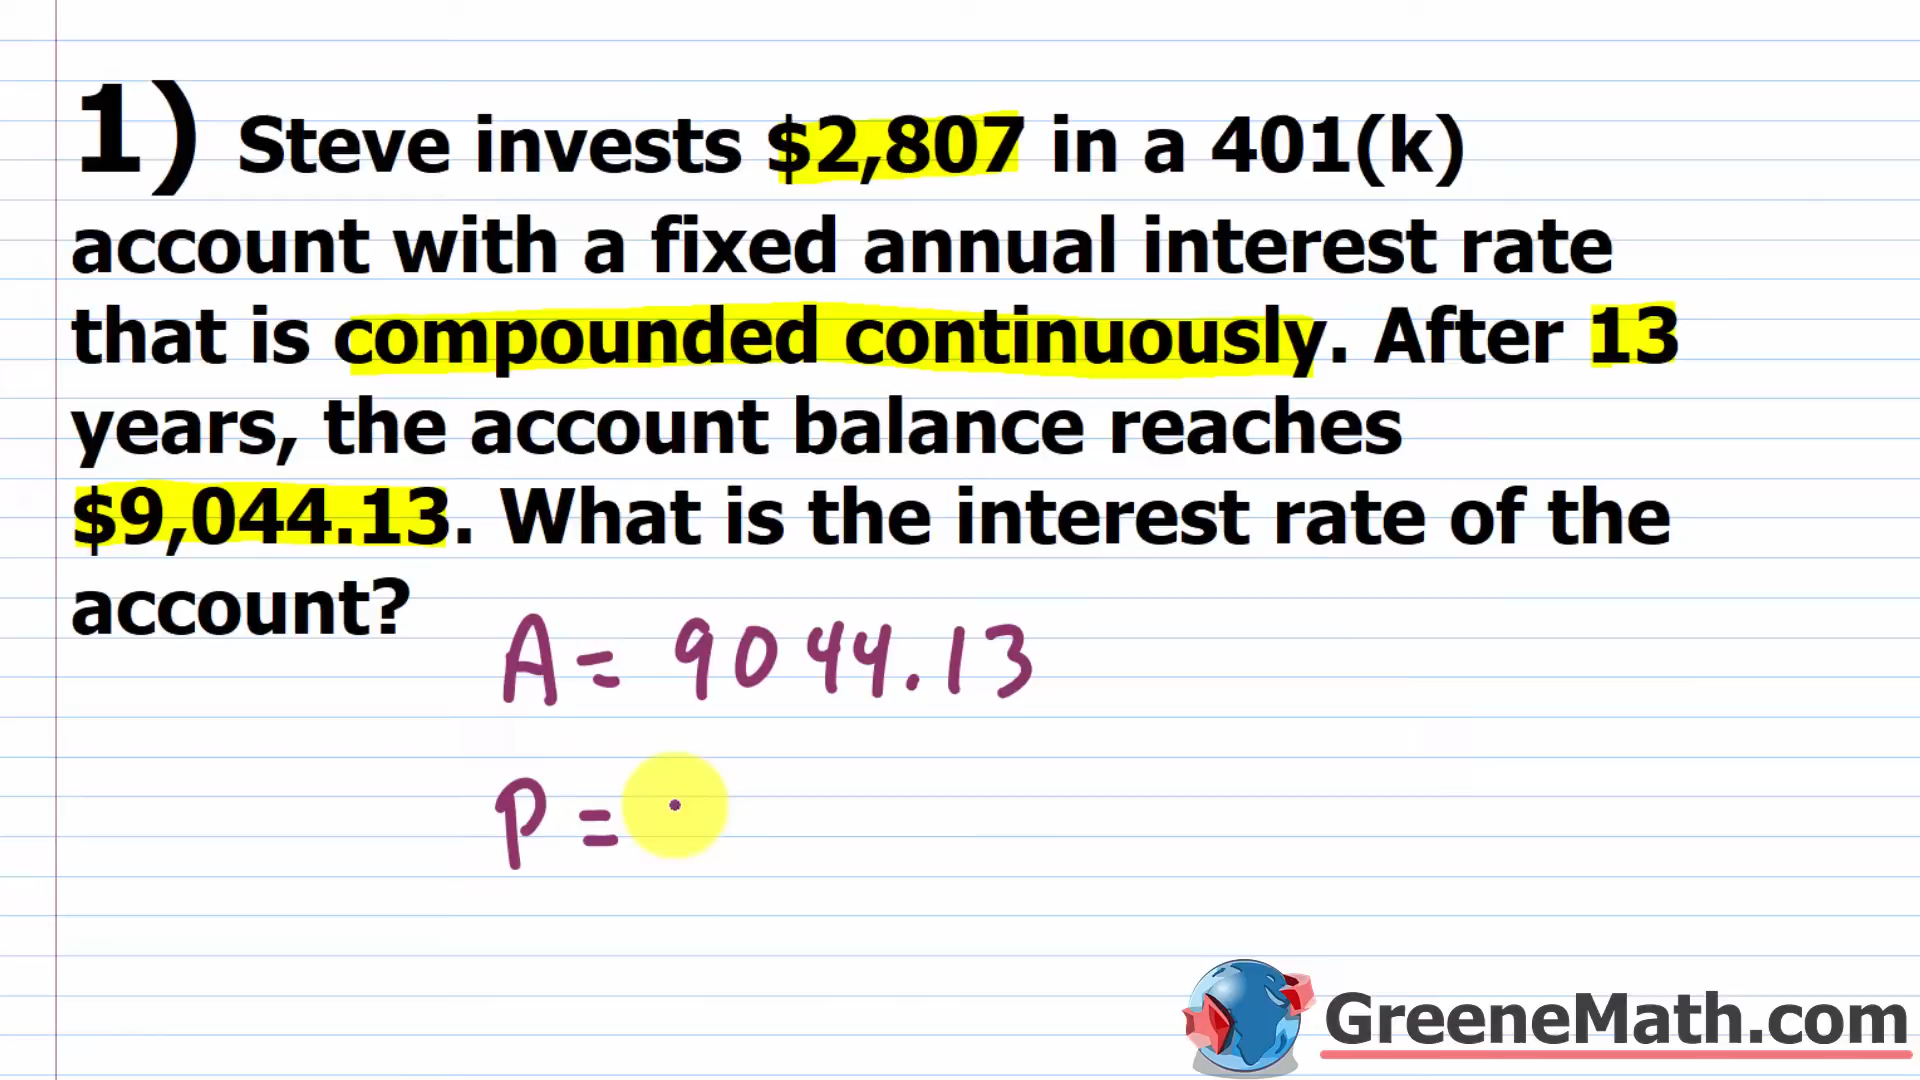 1) Steve invests $2,807 in a 401(k)
account with a fixed annual interest rate
that is compounded continuously. After 13
years, the account balance reaches
$9,044.13. What is the interest rate of the
account?
A = 9044.13
P =
GreeneMath.com